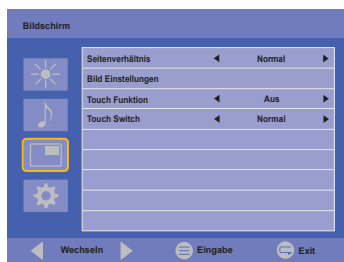 Bildschirm
Seitenverhältnis Normal
Bild Einstellungen
Touch Funktion Aus
Touch Switch Normal
Wechseln Eingabe Exit